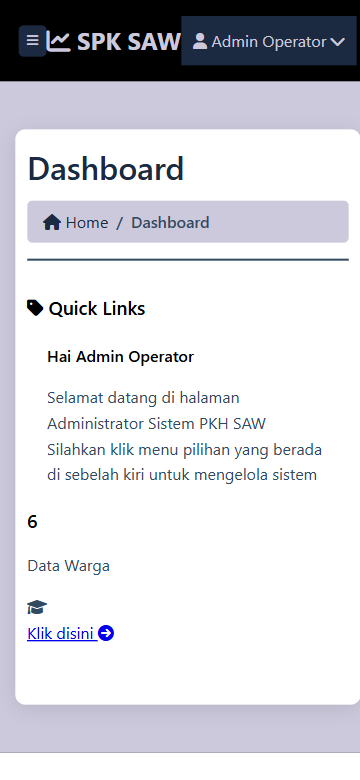 SPK SAW
Admin Operator
Dashboard
Home / Dashboard
Quick Links
Hai Admin Operator
Selamat datang di halaman
Administrator Sistem PKH SAW
Silahkan klik menu pilihan yang berada
di sebelah kiri untuk mengelola sistem
6
Data Warga
Klik disini